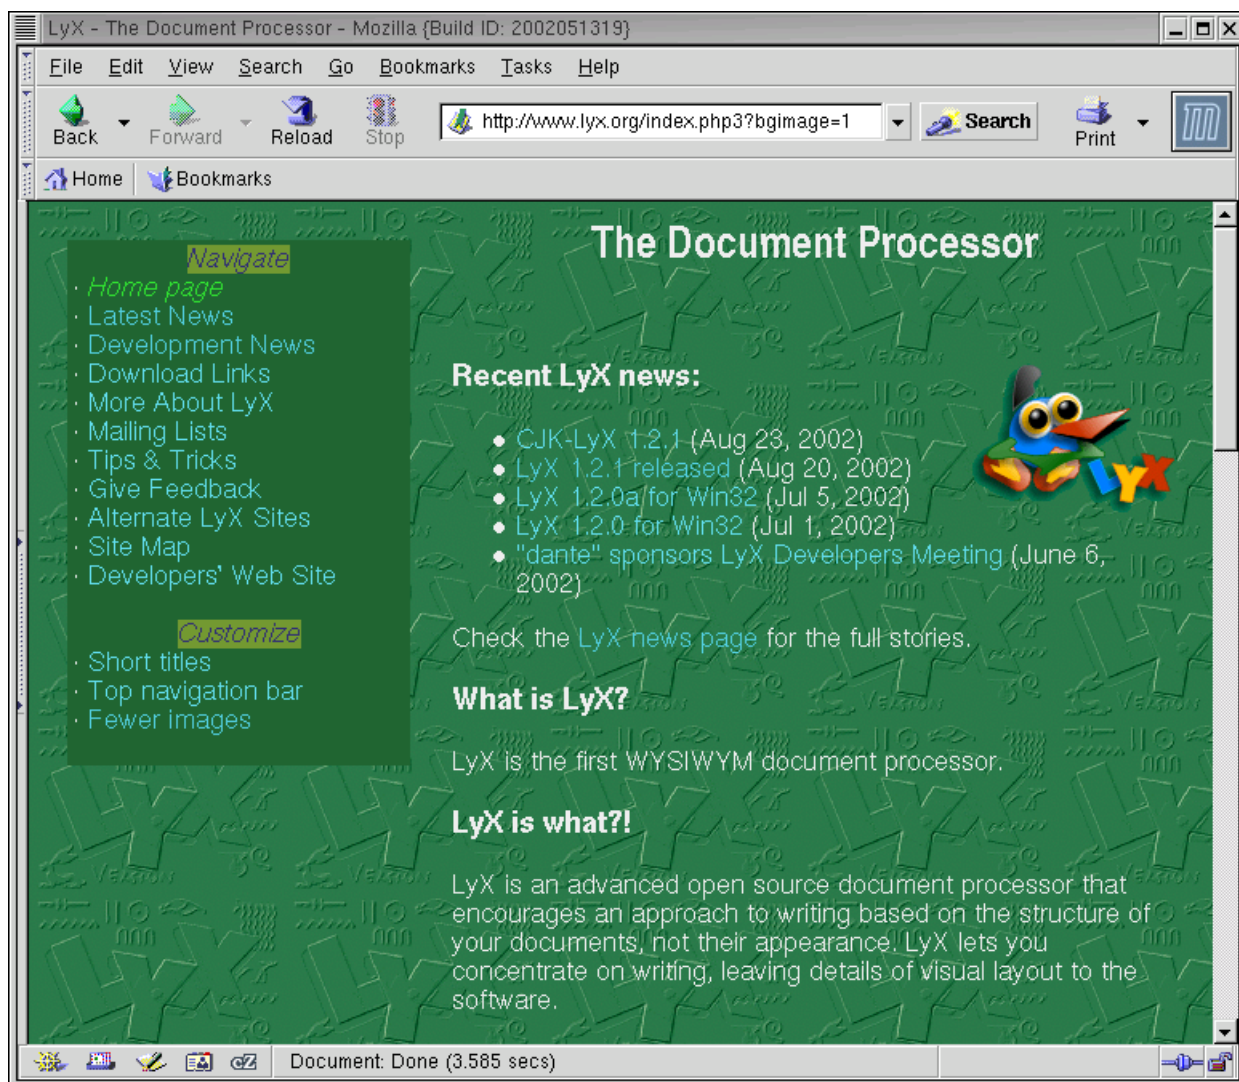 LyX - The Document Processor - Mozilla {Build ID: 2002051319}
File Edit View Search Go Bookmarks Tasks Help
Back Forward Reload Stop http://www.lyx.org/index.php3?bgimage=1 Search Print
Home Bookmarks
The Document Processor
Navigate
· Home page
· Latest News
· Development News
· Download Links
· More About LyX
· Mailing Lists
· Tips & Tricks
· Give Feedback
· Alternate LyX Sites
· Site Map
· Developers' Web Site
Customize
· Short titles
· Top navigation bar
· Fewer images
Recent LyX news:
LyX
• CJK-LyX 1.2.1 (Aug 23, 2002)
• LyX 1.2.1 released (Aug 20, 2002)
• LyX 1.2.0a for Win32 (Jul 5, 2002)
• LyX 1.2.0 for Win32 (Jul 1, 2002)
• "dante" sponsors LyX Developers Meeting (June 6,
2002)
Check the LyX news page for the full stories.
What is LyX?
LyX is the first WYSIWYM document processor.
LyX is what?!
LyX is an advanced open source document processor that
encourages an approach to writing based on the structure of
your documents, not their appearance. LyX lets you
concentrate on writing, leaving details of visual layout to the
software.
Document: Done (3.585 secs)